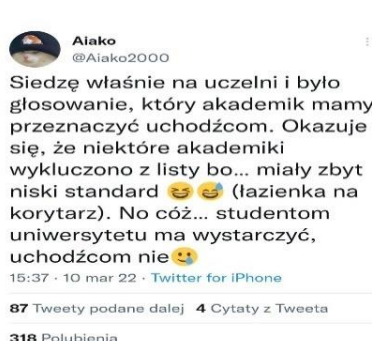 Aiako
@Aiako2000
Siedzę właśnie na uczelni i było
głosowanie, który akademik mamy
przeznaczyć uchodźcom. Okazuje
się, że niektóre akademiki
wykluczono z listy bo... miały zbyt
niski standard 😆😅 (łazienka na
korytarz). No cóż... studentom
uniwersytetu ma wystarczyć,
uchodźcom nie🥲
15:37 · 10 mar 22 · Twitter for iPhone
87 Tweety podane dalej 4 Cytaty z Tweeta
318 Polubienia